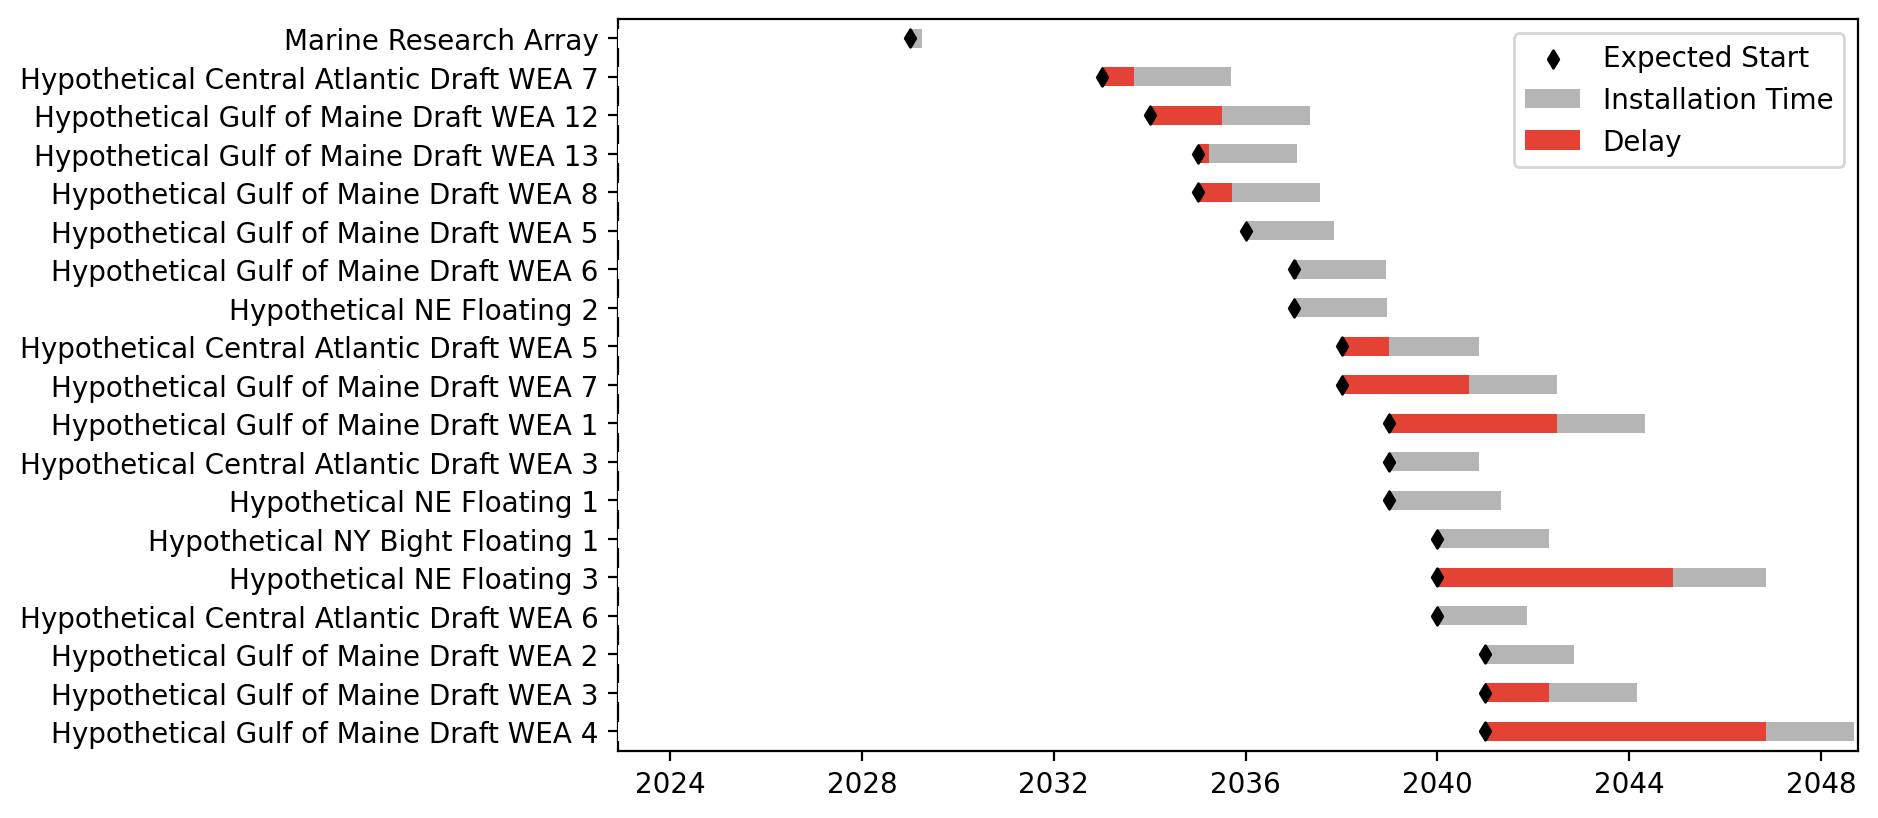 Marine Research Array
Hypothetical Central Atlantic Draft WEA 7
Hypothetical Gulf of Maine Draft WEA 12
Hypothetical Gulf of Maine Draft WEA 13
Hypothetical Gulf of Maine Draft WEA 8
Hypothetical Gulf of Maine Draft WEA 5
Hypothetical Gulf of Maine Draft WEA 6
Hypothetical NE Floating 2
Hypothetical Central Atlantic Draft WEA 5
Hypothetical Gulf of Maine Draft WEA 7
Hypothetical Gulf of Maine Draft WEA 1
Hypothetical Central Atlantic Draft WEA 3
Hypothetical NE Floating 1
Hypothetical NY Bight Floating 1
Hypothetical NE Floating 3
Hypothetical Central Atlantic Draft WEA 6
Hypothetical Gulf of Maine Draft WEA 2
Hypothetical Gulf of Maine Draft WEA 3
Hypothetical Gulf of Maine Draft WEA 4
Expected Start
Installation Time
Delay
2024 2028 2032 2036 2040 2044 2048